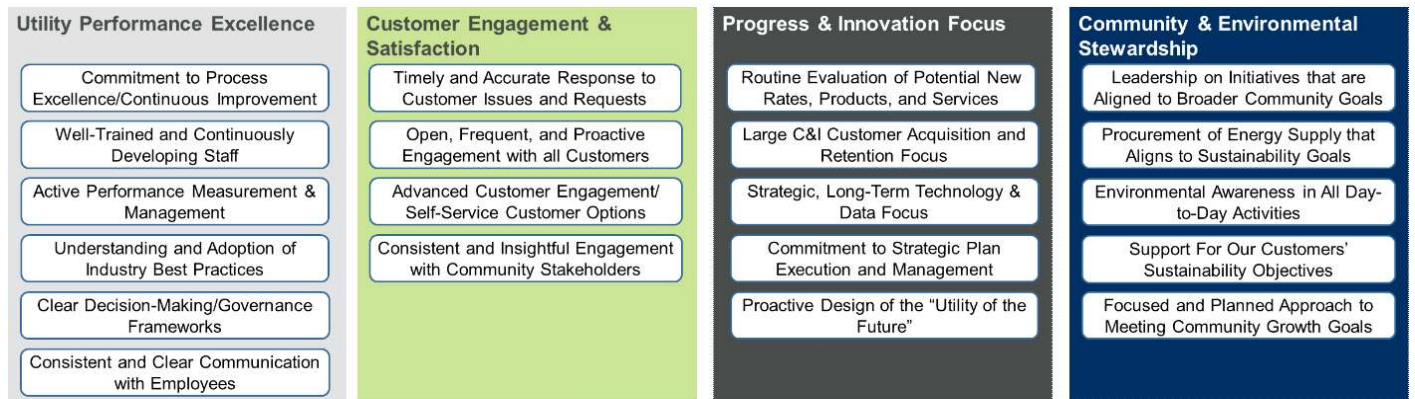 Utility Performance Excellence
Commitment to Process
Excellence/Continuous Improvement
Well-Trained and Continuously
Developing Staff
Active Performance Measurement &
Management
Understanding and Adoption of
Industry Best Practices
Clear Decision-Making/Governance
Frameworks
Consistent and Clear Communication
with Employees
Customer Engagement &
Satisfaction
Timely and Accurate Response to
Customer Issues and Requests
Open, Frequent, and Proactive
Engagement with all Customers
Advanced Customer Engagement/
Self-Service Customer Options
Consistent and Insightful Engagement
with Community Stakeholders
Progress & Innovation Focus
Routine Evaluation of Potential New
Rates, Products, and Services
Large C&I Customer Acquisition and
Retention Focus
Strategic, Long-Term Technology &
Data Focus
Commitment to Strategic Plan
Execution and Management
Proactive Design of the “Utility of the
Future”
Community & Environmental
Stewardship
Leadership on Initiatives that are
Aligned to Broader Community Goals
Procurement of Energy Supply that
Aligns to Sustainability Goals
Environmental Awareness in All Day-
to-Day Activities
Support For Our Customers’
Sustainability Objectives
Focused and Planned Approach to
Meeting Community Growth Goals